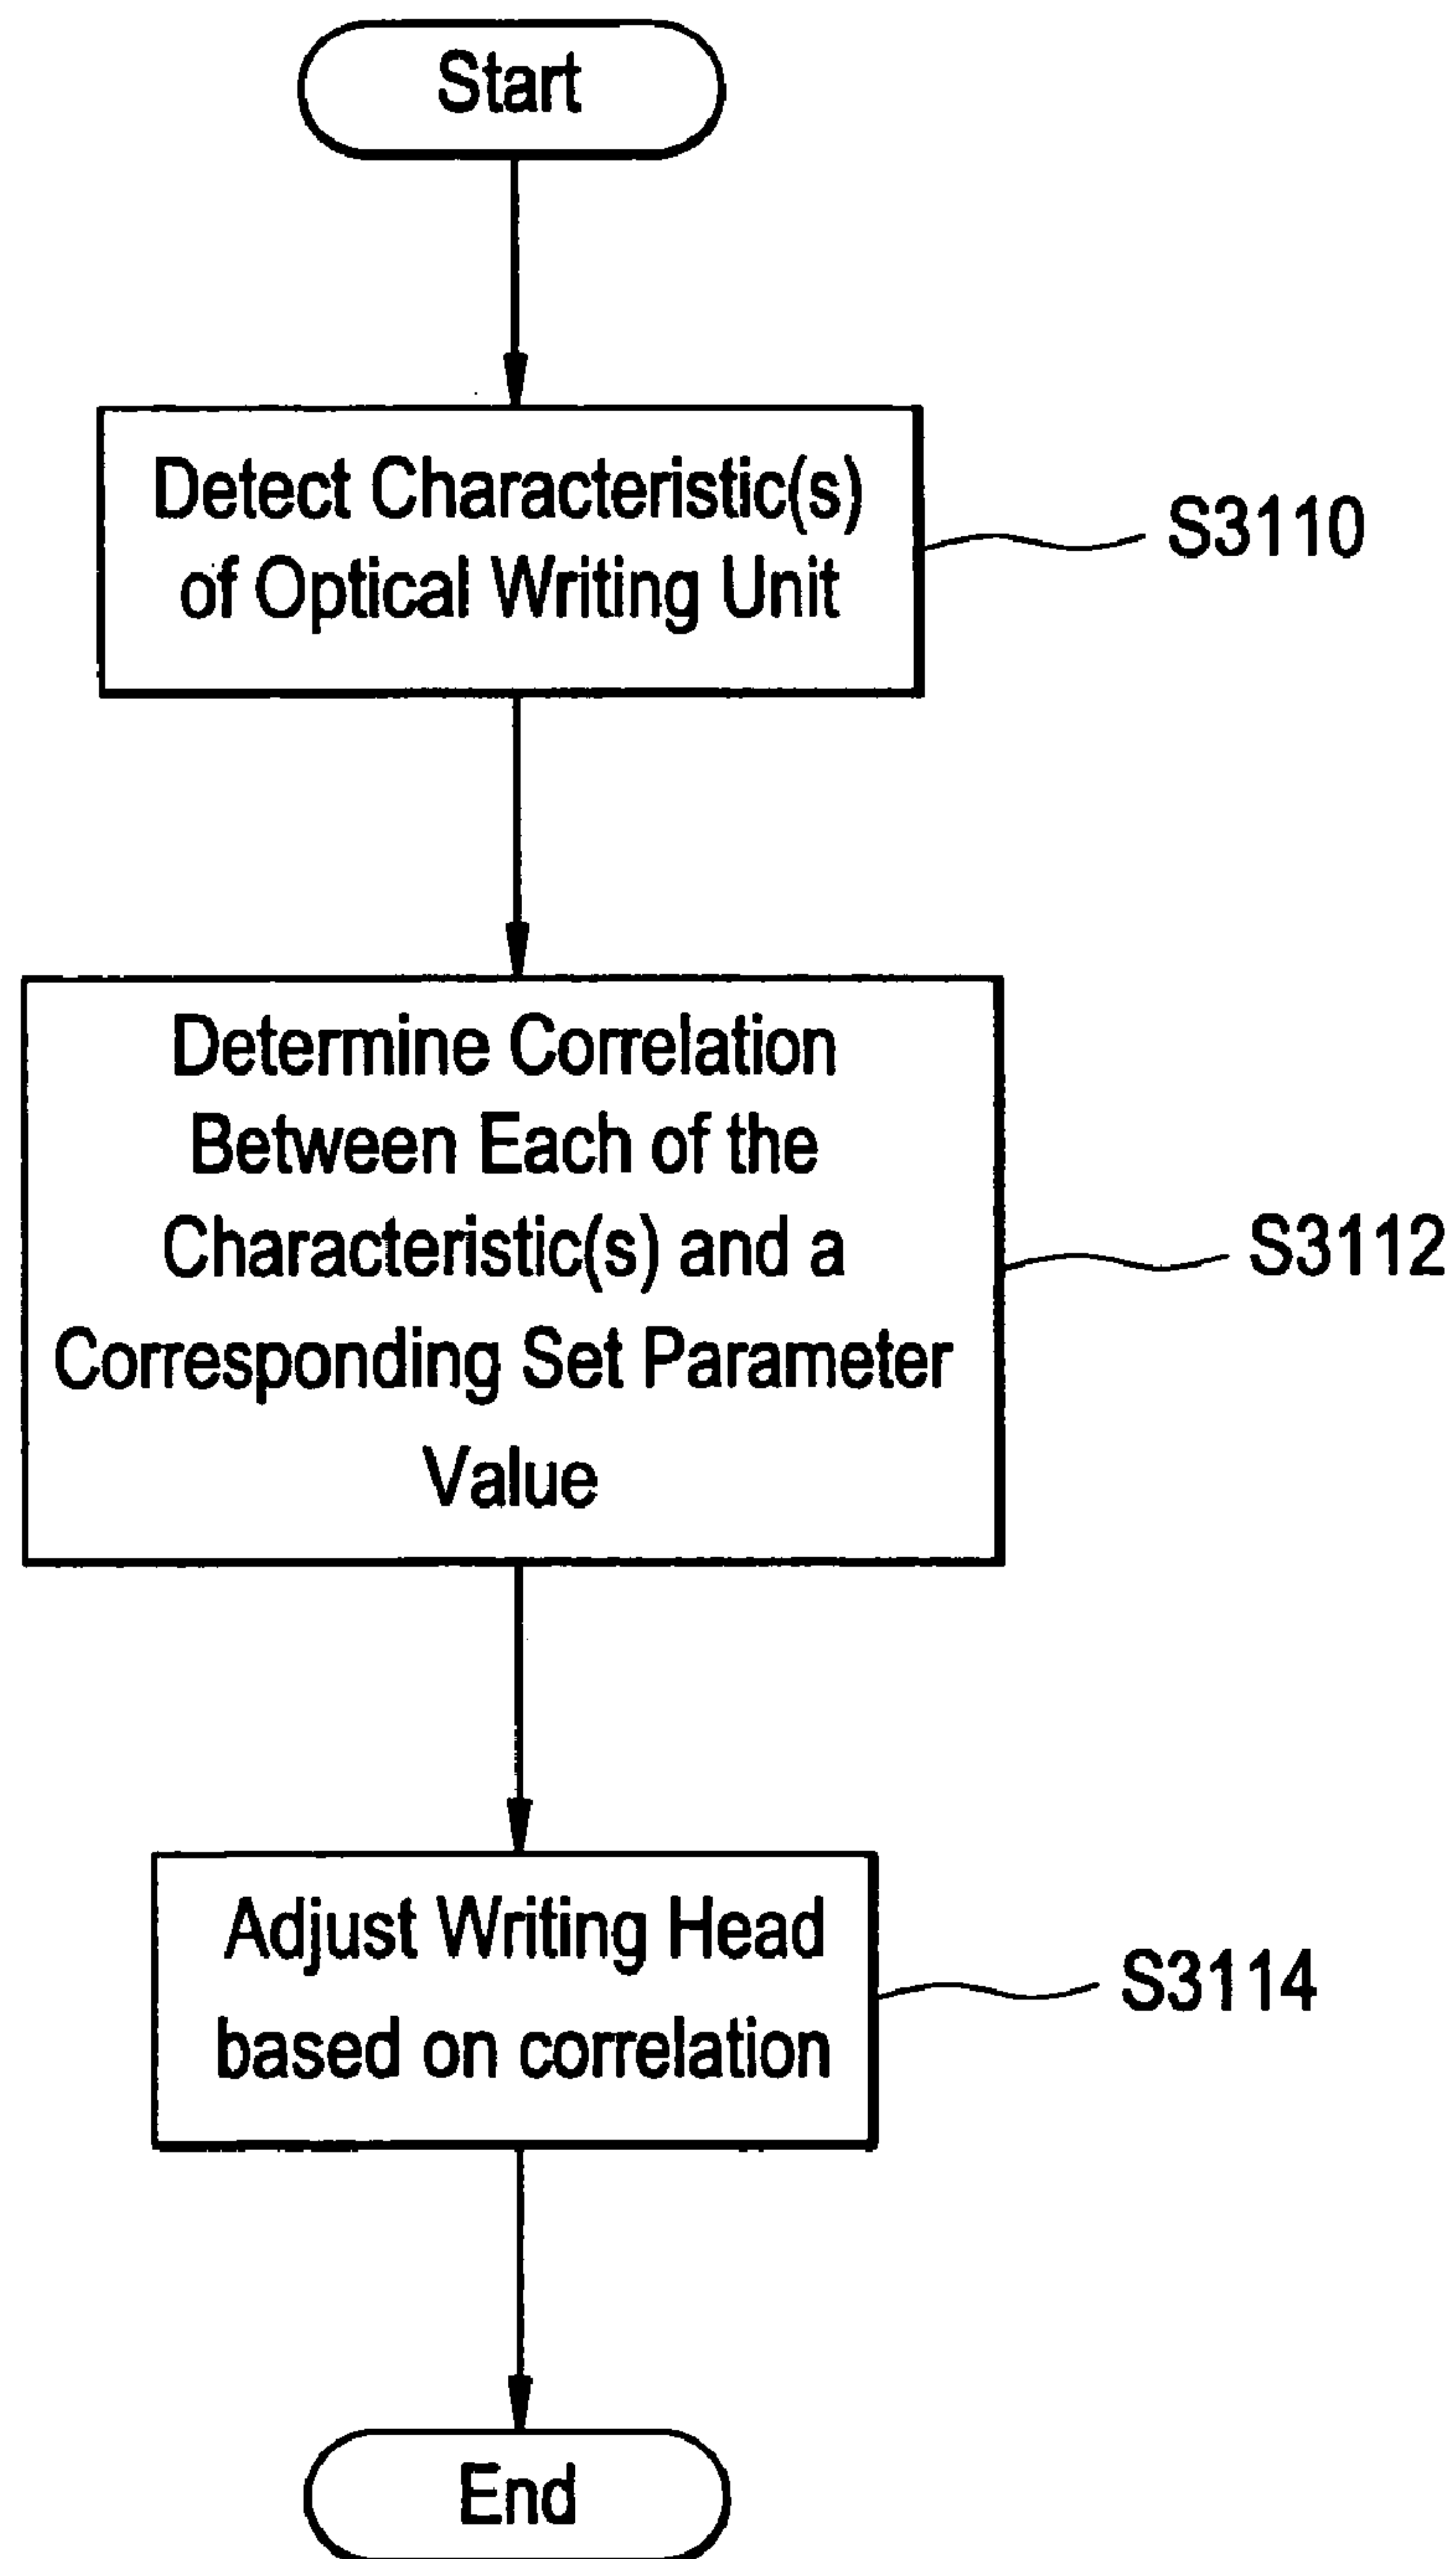 Start
Detect Characteristic(s)
of Optical Writing Unit
S3110
Determine Correlation
Between Each of the
Characteristic(s) and a
Corresponding Set Parameter
Value
S3112
Adjust Writing Head
based on correlation
S3114
End